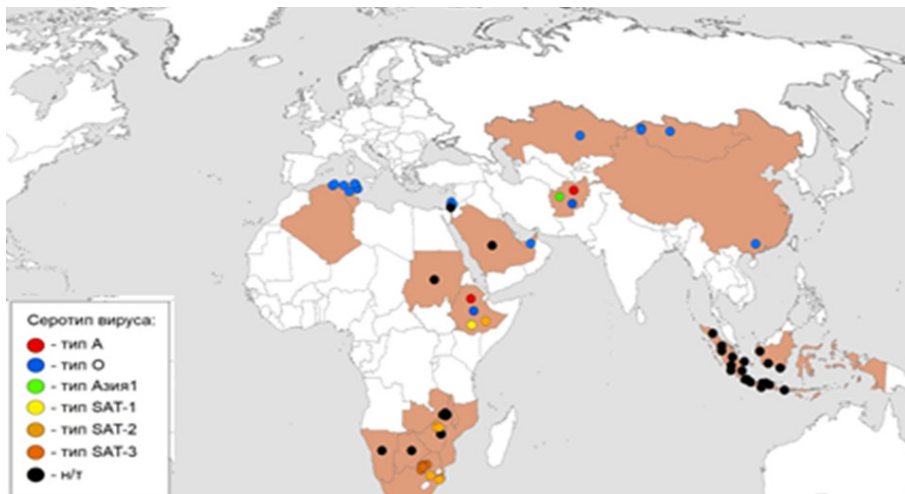 Серотип вируса:
- тип А
- тип О
- тип Азия1
- тип SAT-1
- тип SAT-2
- тип SAT-3
- н/т